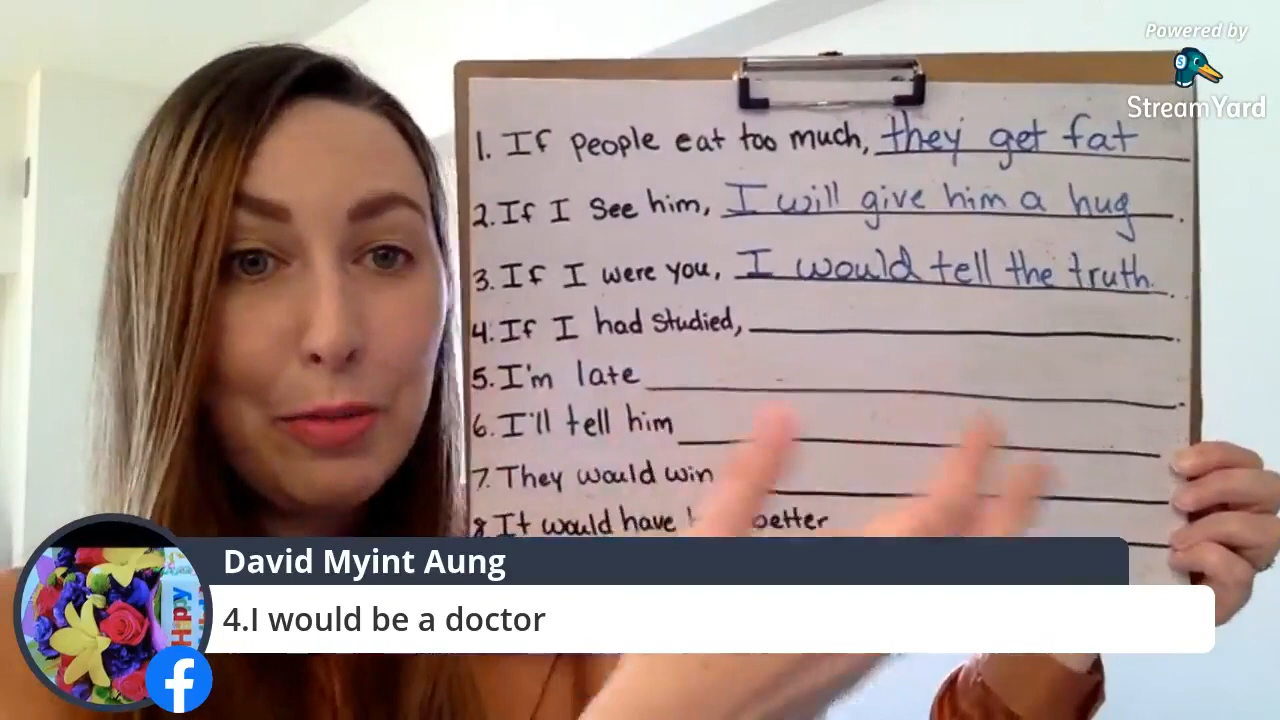 Powered by
StreamYard
1. If people eat too much, they get fat
2. If I see him, I will give him a hug.
3. If I were you, I would tell the truth.
4. If I had studied, .
5. I'm late .
6. I'll tell him
7. They would win
8. It would have better
David Myint Aung
4.I would be a doctor